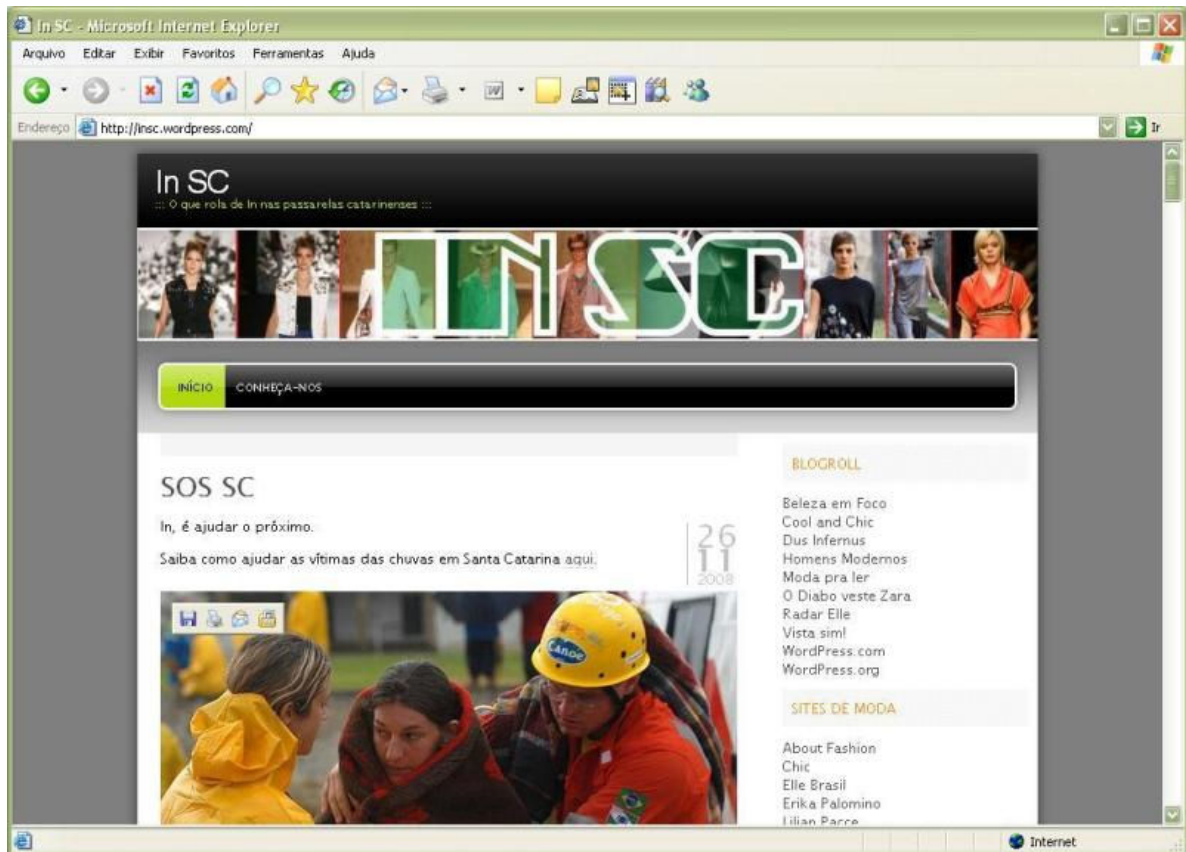 In SC - Microsoft Internet Explorer
Arquivo Editar Exibir Favoritos Ferramentas Ajuda
Endereço http://insc.wordpress.com/ Ir
In SC
::: O que rola de In nas passarelas catarinenses :::
IN SC
INÍCIO CONHEÇA-NOS
SOS SC
In, é ajudar o próximo.
Saiba como ajudar as vítimas das chuvas em Santa Catarina aqui.
26
11
2008
Canoe
BLOGROLL
Beleza em Foco
Cool and Chic
Dus Infernus
Homens Modernos
Moda pra ler
O Diabo veste Zara
Radar Elle
Vista sim!
WordPress.com
WordPress.org
SITES DE MODA
About Fashion
Chic
Elle Brasil
Erika Palomino
Lilian Pacce
Internet